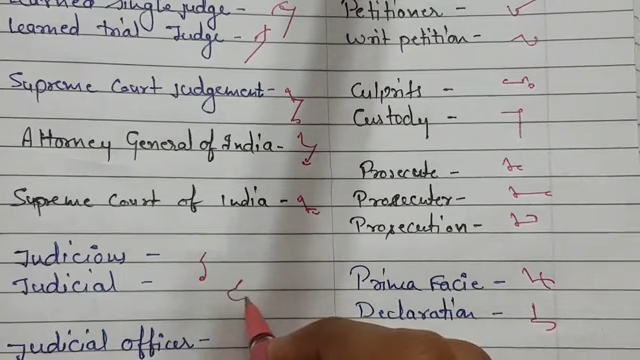 Learned Single Judge -
Learned trial Judge -
Supreme Court Judgement -
Attorney General of India -
Supreme Court of India -
Judicious -
Judicial -
Judicial officer -
Petitioner -
Writ petition -
Culprits -
Custody -
Prosecute -
Prosecuter -
Prosecution -
Prima Facie -
Declaration -